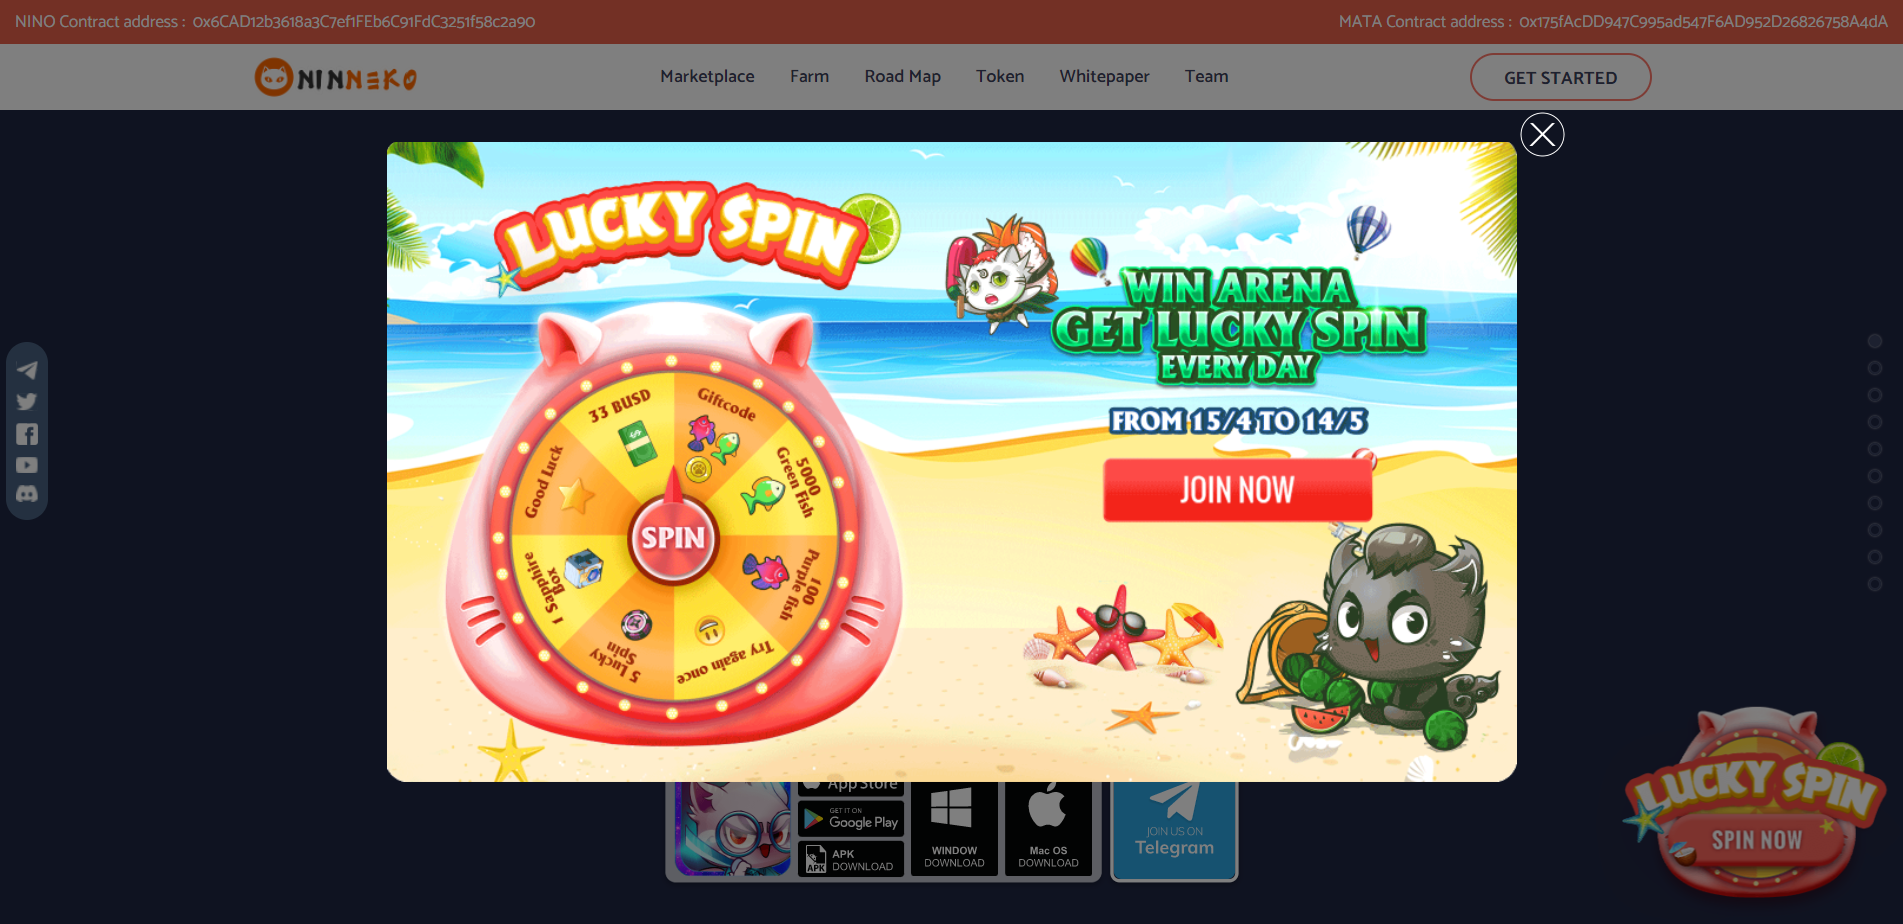 NINO Contract address : 0x6CAD12b3618a3C7ef1FEb6C91FdC3251f58c2a90
MATA Contract address : 0x175fAcDD947C995ad547F6AD952D26826758A4dA
NINNEKO
Marketplace
Farm
Road Map
Token
Whitepaper
Team
GET STARTED
LUCKY SPIN
WIN ARENA
GET LUCKY SPIN
EVERY DAY
FROM 15/4 TO 14/5
JOIN NOW
33 BUSD
Giftcode
5000
Green Fish
100
Purple fish
Try again once
5 Lucky
Spin
1 Sapphire
Box
Good Luck
SPIN
App Store
GET IT ON
Google Play
APK
APK
DOWNLOAD
WINDOW
DOWNLOAD
Mac OS
DOWNLOAD
JOIN US ON
Telegram
LUCKY SPIN
SPIN NOW